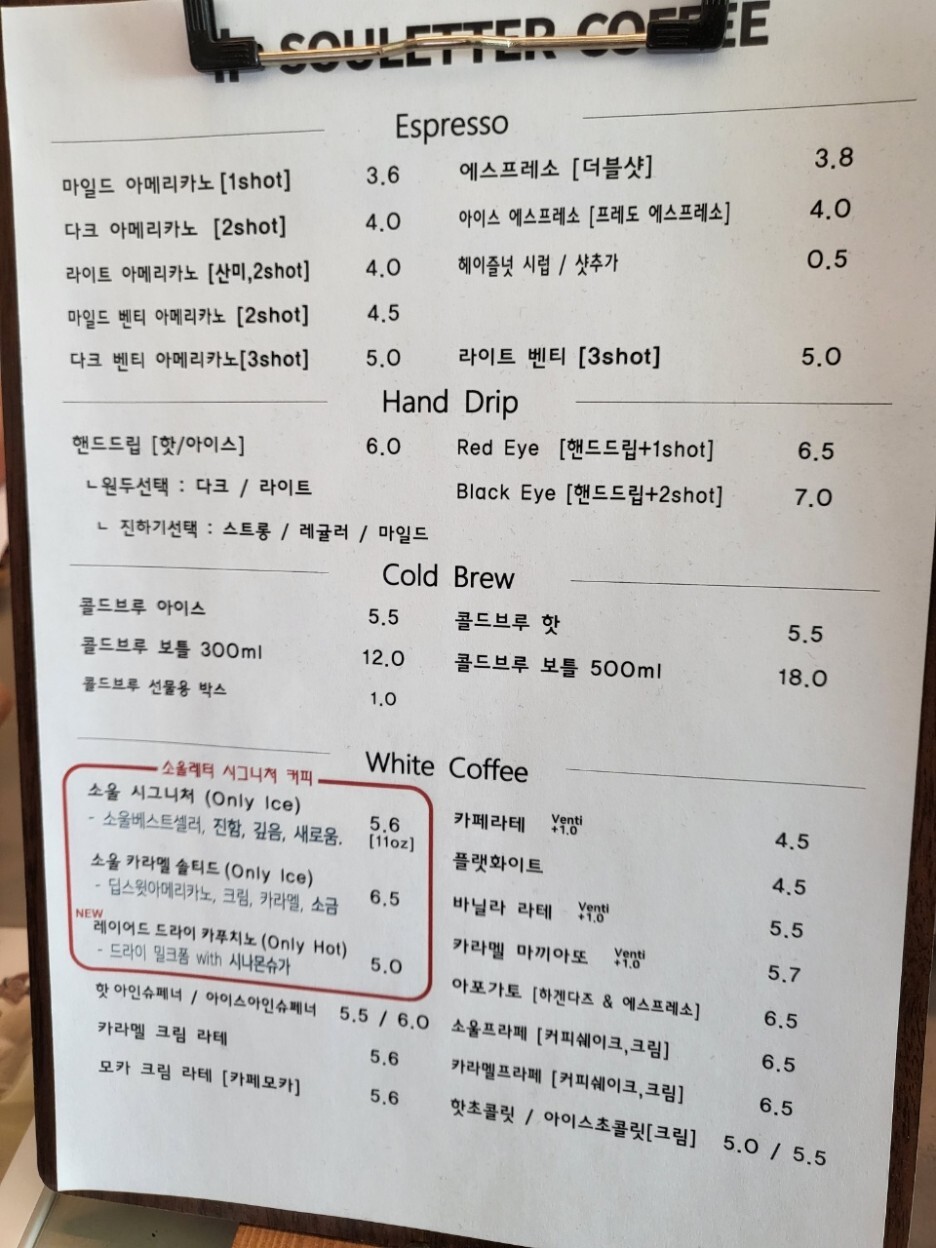 SOULETTER COFFEE
Espresso
마일드 아메리카노 [1shot] 3.6
다크 아메리카노 [2shot] 4.0
라이트 아메리카노 [산미,2shot] 4.0
마일드 벤티 아메리카노 [2shot] 4.5
다크 벤티 아메리카노[3shot] 5.0
에스프레소 [더블샷] 3.8
아이스 에스프레소 [프레도 에스프레소] 4.0
헤이즐넛 시럽 / 샷추가 0.5
라이트 벤티 [3shot] 5.0
Hand Drip
핸드드립 [핫/아이스] 6.0
ㄴ원두선택 : 다크 / 라이트
ㄴ 진하기선택 : 스트롱 / 레귤러 / 마일드
Red Eye [핸드드립+1shot] 6.5
Black Eye [핸드드립+2shot] 7.0
Cold Brew
콜드브루 아이스 5.5
콜드브루 보틀 300ml 12.0
콜드브루 선물용 박스 1.0
콜드브루 핫 5.5
콜드브루 보틀 500ml 18.0
White Coffee
소울레터 시그니쳐 커피
소울 시그니처 (Only Ice) 5.6
- 소울베스트셀러, 진함, 깊음, 새로움. [11oz]
소울 카라멜 솔티드 (Only Ice) 6.5
- 딥스윗아메리카노, 크림, 카라멜, 소금
NEW
레이어드 드라이 카푸치노 (Only Hot) 5.0
- 드라이 밀크폼 with 시나몬슈가
핫 아인슈페너 / 아이스아인슈페너 5.5 / 6.0
카라멜 크림 라테 5.6
모카 크림 라테 [카페모카] 5.6
카페라테 Venti +1.0 4.5
플랫화이트 4.5
바닐라 라테 Venti +1.0 5.5
카라멜 마끼아또 Venti +1.0 5.7
아포가토 [하겐다즈 & 에스프레소] 6.5
소울프라페 [커피쉐이크,크림] 6.5
카라멜프라페 [커피쉐이크,크림] 6.5
핫초콜릿 / 아이스초콜릿[크림] 5.0 / 5.5